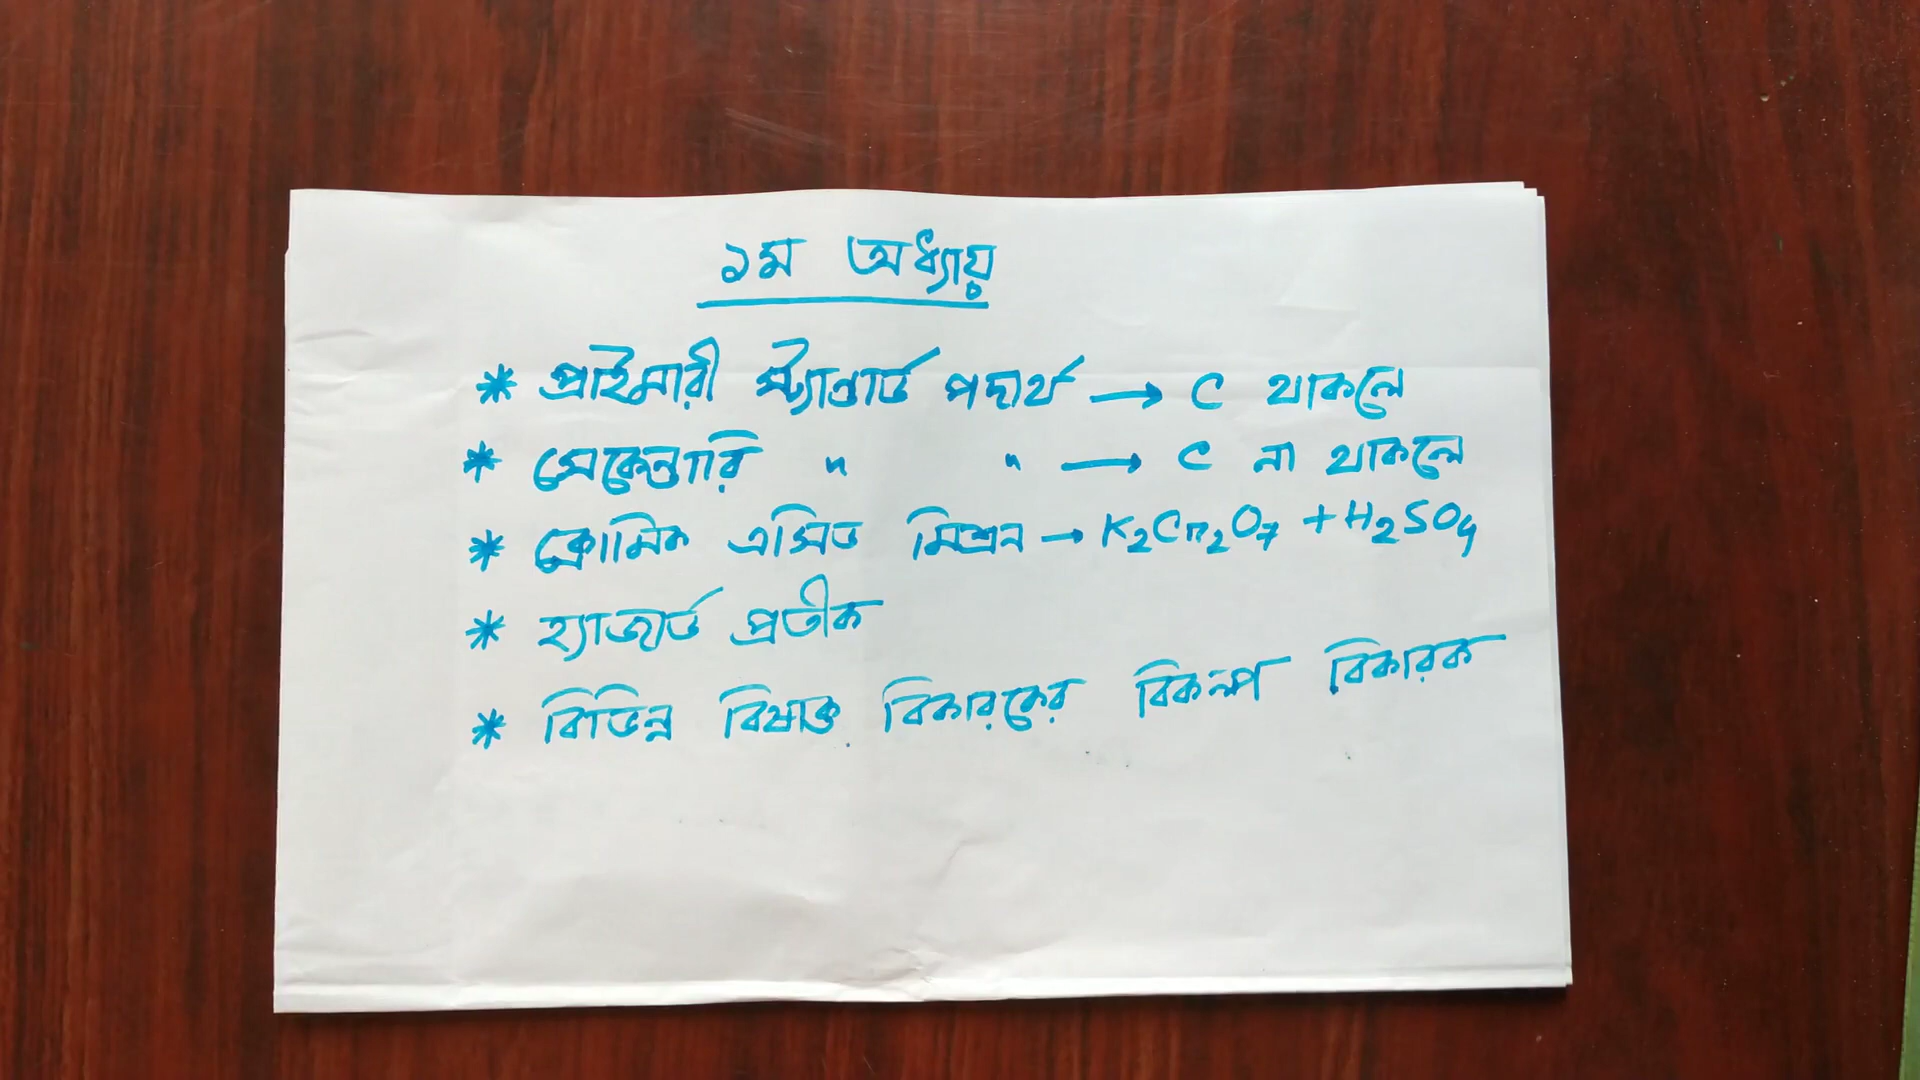 ১ম অধ্যায়
* প্রাইমারী স্ট্যান্ডার্ড পদার্থ → C থাকলে
* সেকেন্ডারি " " → C না থাকলে
* ক্রোমিক এসিড মিশ্রন → K₂Cr₂O₇ + H₂SO₄
* হ্যাজার্ড প্রতীক
* বিভিন্ন বিষাক্ত বিকারকের বিকল্প বিকারক